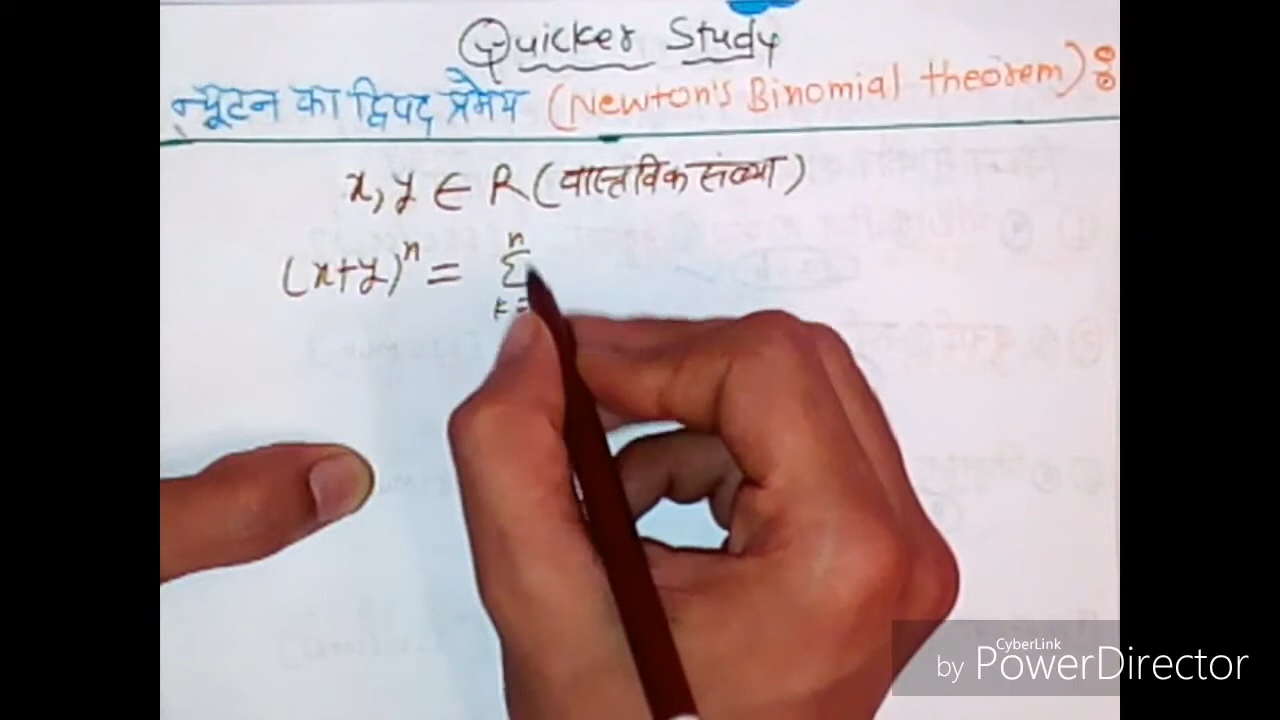 Quicker Study
न्यूटन का द्विपद प्रमेय (Newton's Binomial theorem) :
x, y ∈ R (वास्तविक संख्या)
(x+y)ⁿ =
n
Σ
k =
CyberLink
by PowerDirector